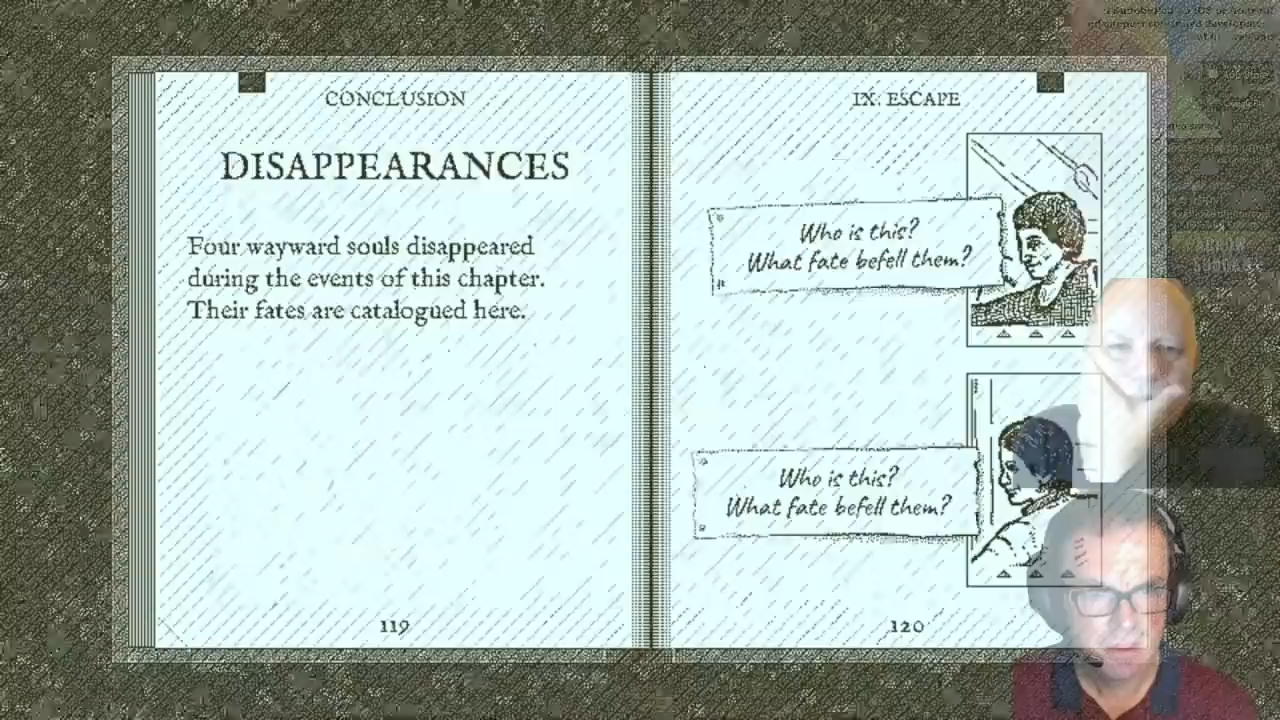 CONCLUSION
DISAPPEARANCES
Four wayward souls disappeared
during the events of this chapter.
Their fates are catalogued here.
119
IX: ESCAPE
Who is this?
What fate befell them?
Who is this?
What fate befell them?
120